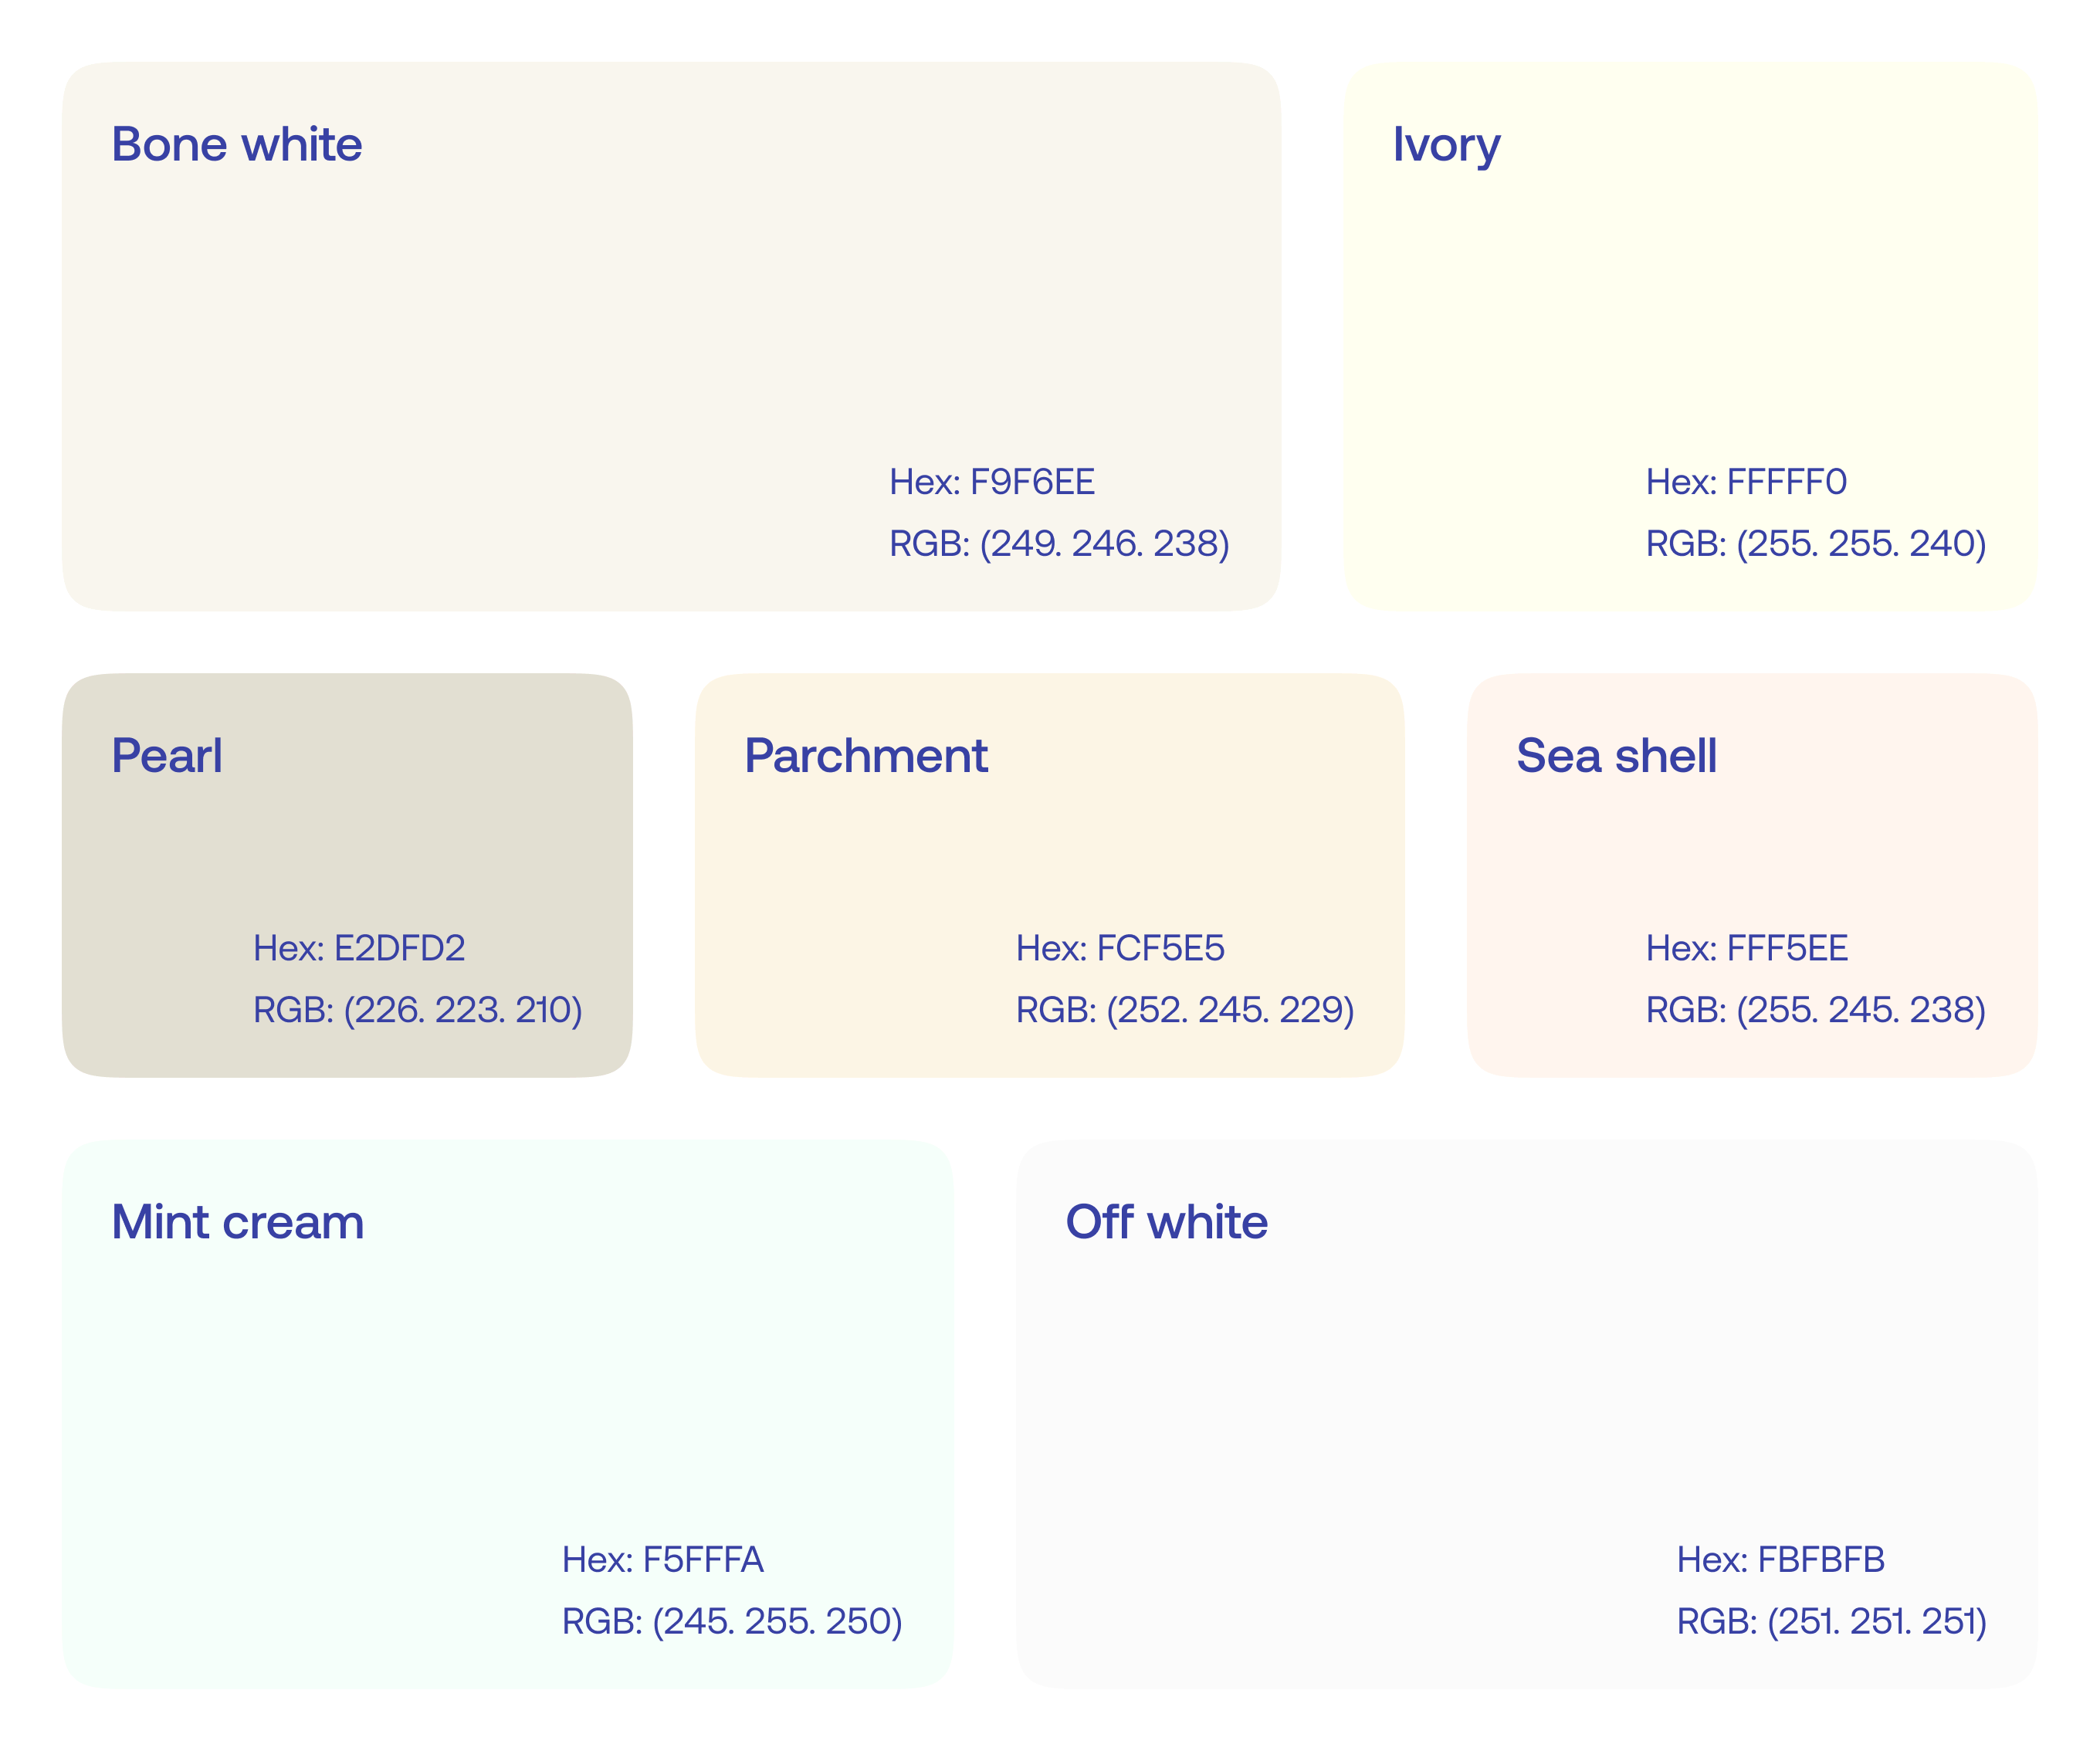 Bone white
Hex: F9F6EE
RGB: (249. 246. 238)
Ivory
Hex: FFFFF0
RGB: (255. 255. 240)
Pearl
Hex: E2DFD2
RGB: (226. 223. 210)
Parchment
Hex: FCF5E5
RGB: (252. 245. 229)
Sea shell
Hex: FFF5EE
RGB: (255. 245. 238)
Mint cream
Hex: F5FFFA
RGB: (245. 255. 250)
Off white
Hex: FBFBFB
RGB: (251. 251. 251)